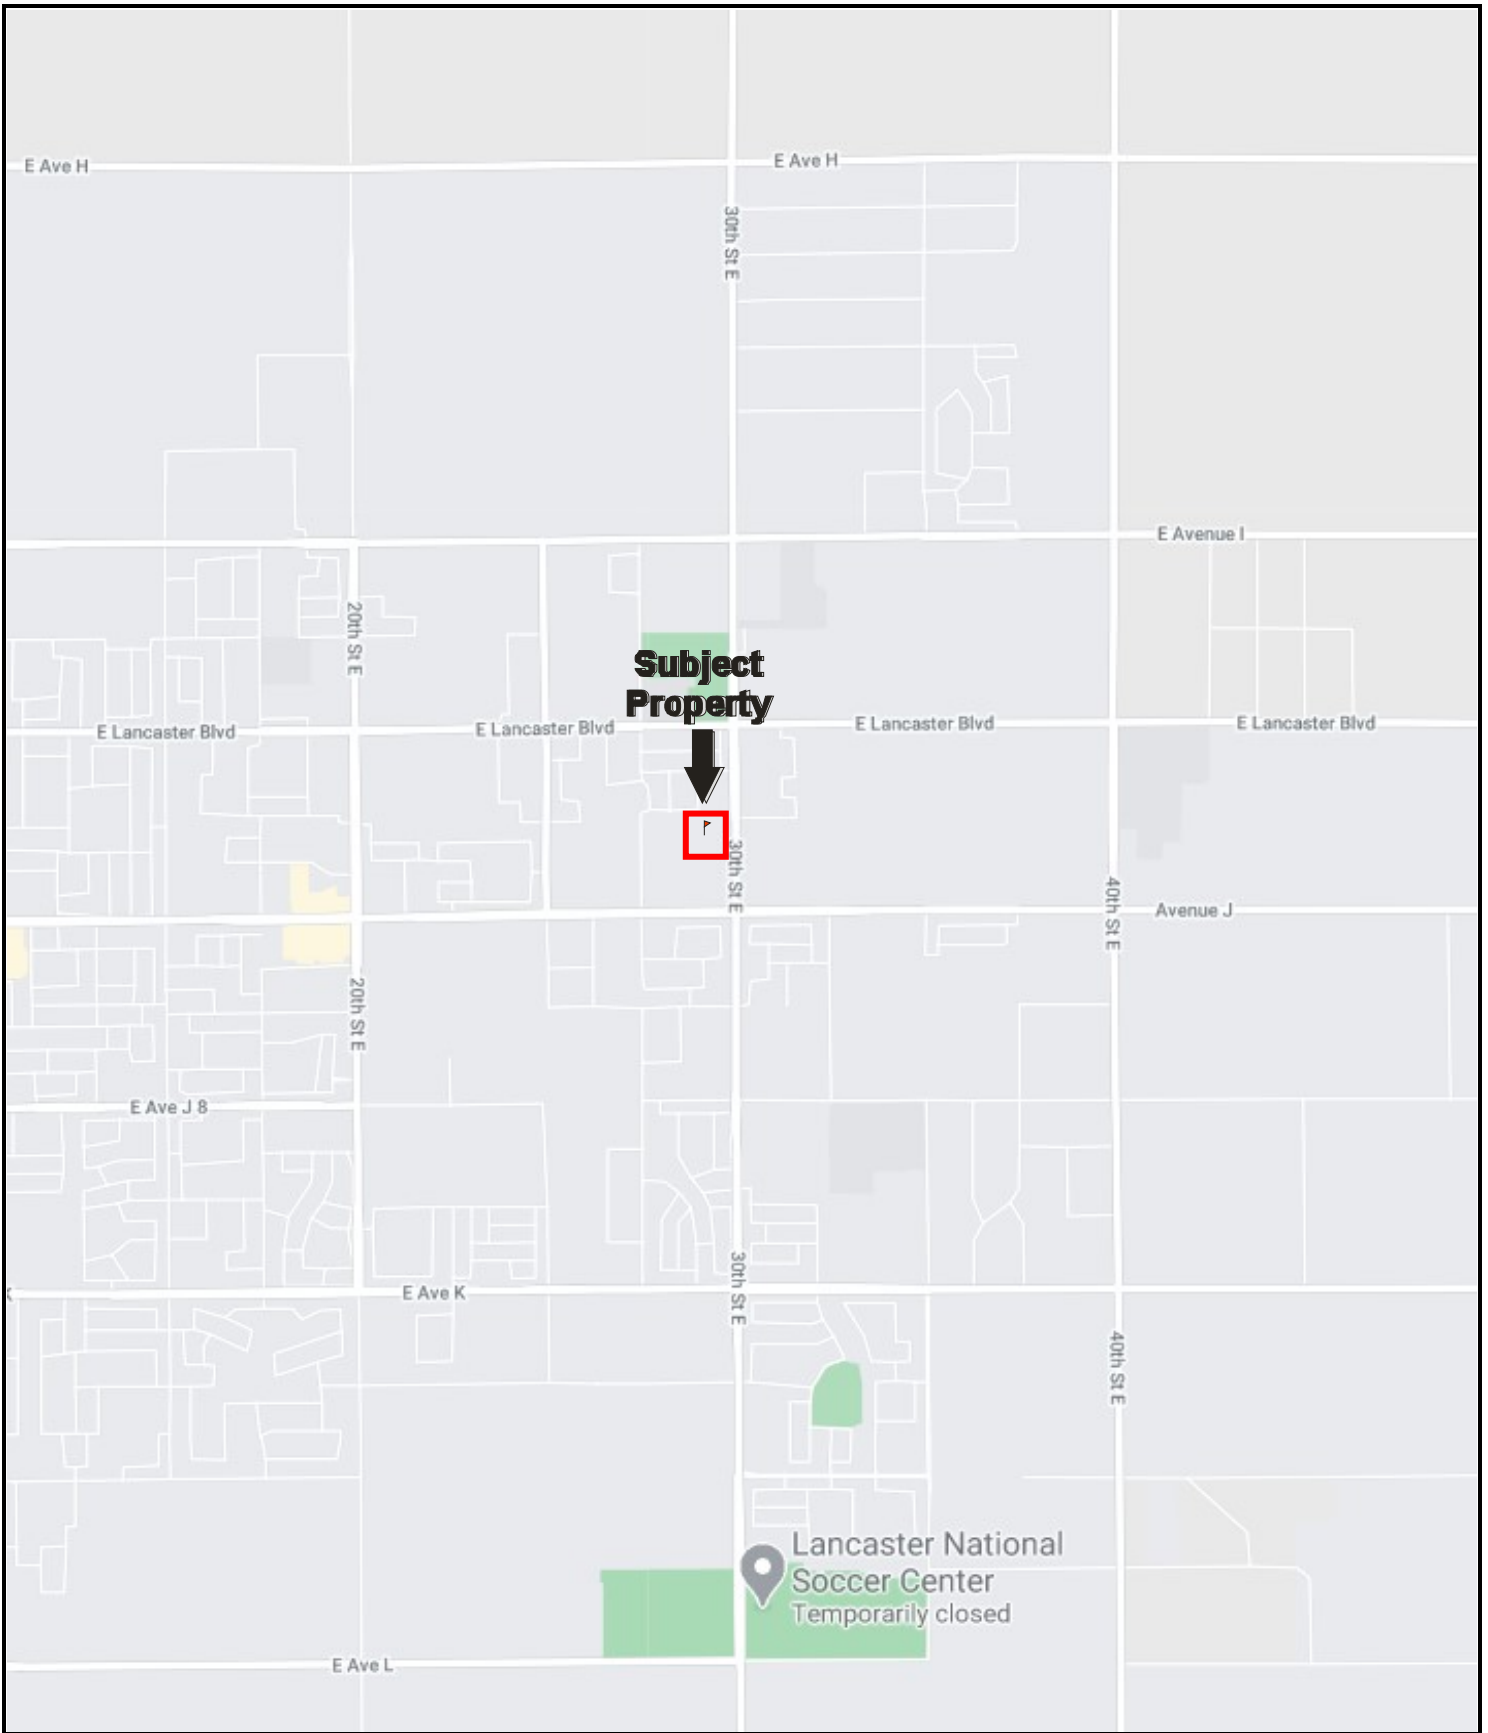 E Ave H
E Ave H
30th St E
E Avenue I
20th St E
Subject
Property
E Lancaster Blvd
E Lancaster Blvd
E Lancaster Blvd
E Lancaster Blvd
30th St E
40th St E
Avenue J
20th St E
E Ave J 8
30th St E
E Ave K
40th St E
Lancaster National
Soccer Center
Temporarily closed
E Ave L